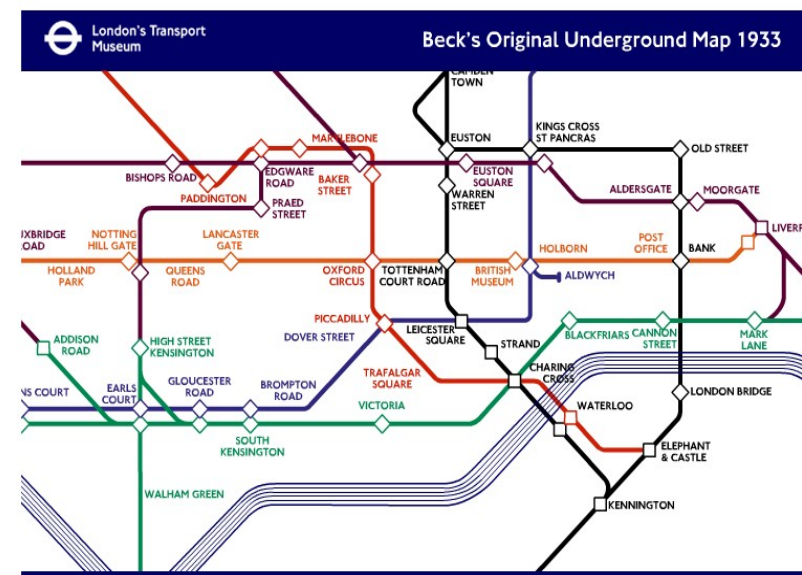 London's Transport
Museum
Beck's Original Underground Map 1933
CAMDEN
TOWN
EUSTON
KINGS CROSS
ST PANCRAS
OLD STREET
MARYLEBONE
BISHOPS ROAD
PADDINGTON
EDGWARE
ROAD
BAKER
STREET
EUSTON
SQUARE
WARREN
STREET
ALDERSGATE
MOORGATE
PRAED
STREET
UXBRIDGE
ROAD
NOTTING
HILL GATE
LANCASTER
GATE
HOLLAND
PARK
QUEENS
ROAD
OXFORD
CIRCUS
TOTTENHAM
COURT ROAD
BRITISH
MUSEUM
HOLBORN
ALDWYCH
POST
OFFICE
BANK
LIVERP
PICCADILLY
DOVER STREET
LEICESTER
SQUARE
STRAND
BLACKFRIARS
CANNON
STREET
MARK
LANE
ADDISON
ROAD
HIGH STREET
KENSINGTON
TRAFALGAR
SQUARE
CHARING
CROSS
NS COURT
EARLS
COURT
GLOUCESTER
ROAD
BROMPTON
ROAD
VICTORIA
WATERLOO
LONDON BRIDGE
SOUTH
KENSINGTON
ELEPHANT
& CASTLE
WALHAM GREEN
KENNINGTON